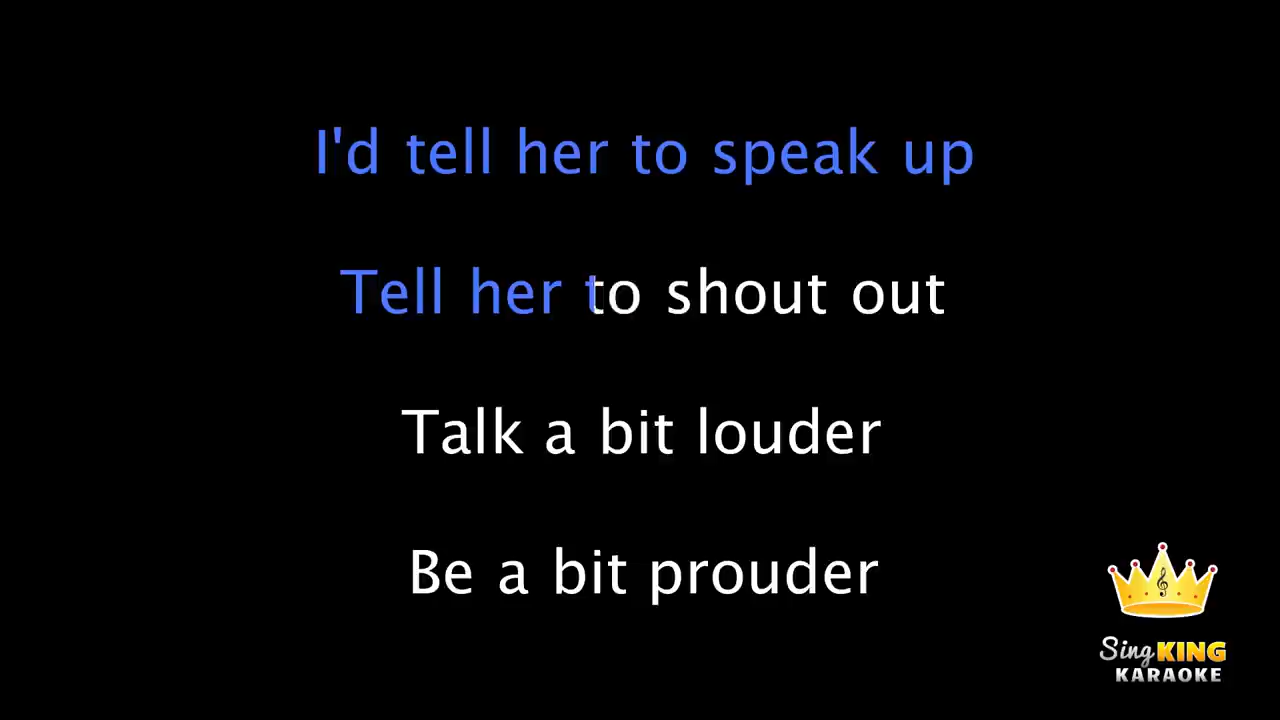 I'd tell her to speak up
Tell her to shout out
Talk a bit louder
Be a bit prouder
Sing KING
KARAOKE